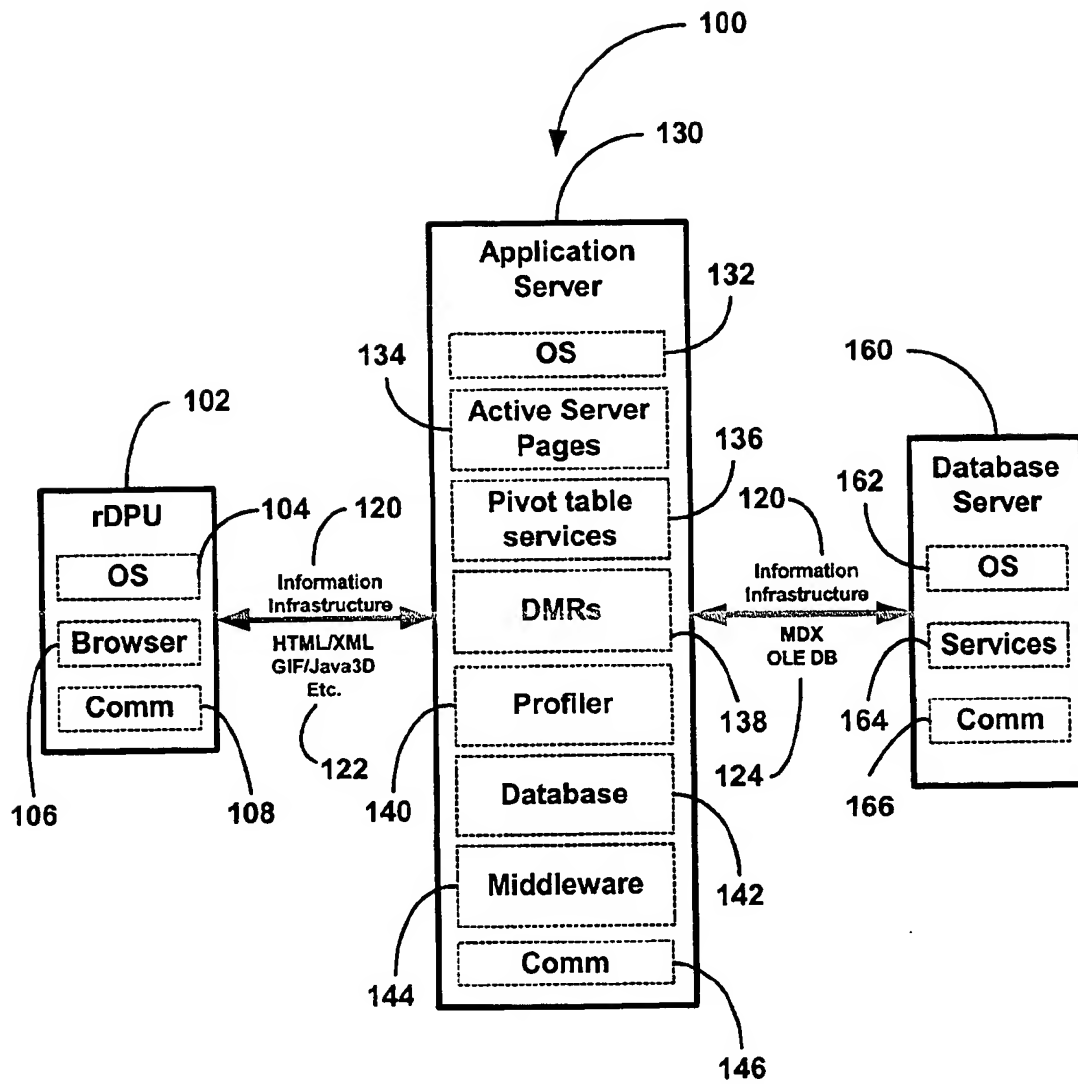 100
130
Application
Server
132
OS
134
Active Server
Pages
136
Pivot table
services
DMRs
138
Profiler
140
Database
142
Middleware
144
Comm
146
102
rDPU
104
OS
Browser
106
Comm
108
120
Information
Infrastructure
HTML/XML
GIF/Java3D
Etc.
122
120
Information
Infrastructure
MDX
OLE DB
124
160
Database
Server
162
OS
Services
164
Comm
166